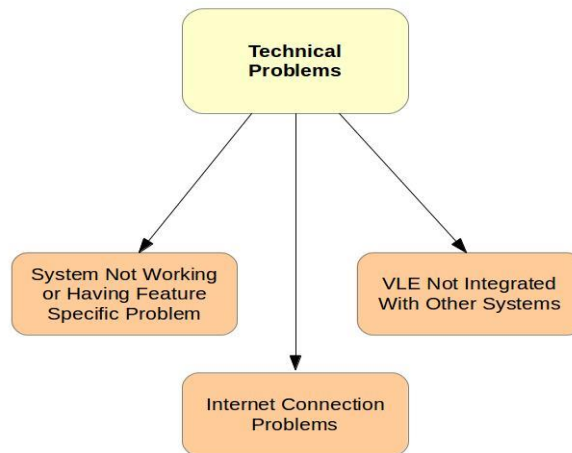 Technical
Problems
System Not Working
or Having Feature
Specific Problem
VLE Not Integrated
With Other Systems
Internet Connection
Problems